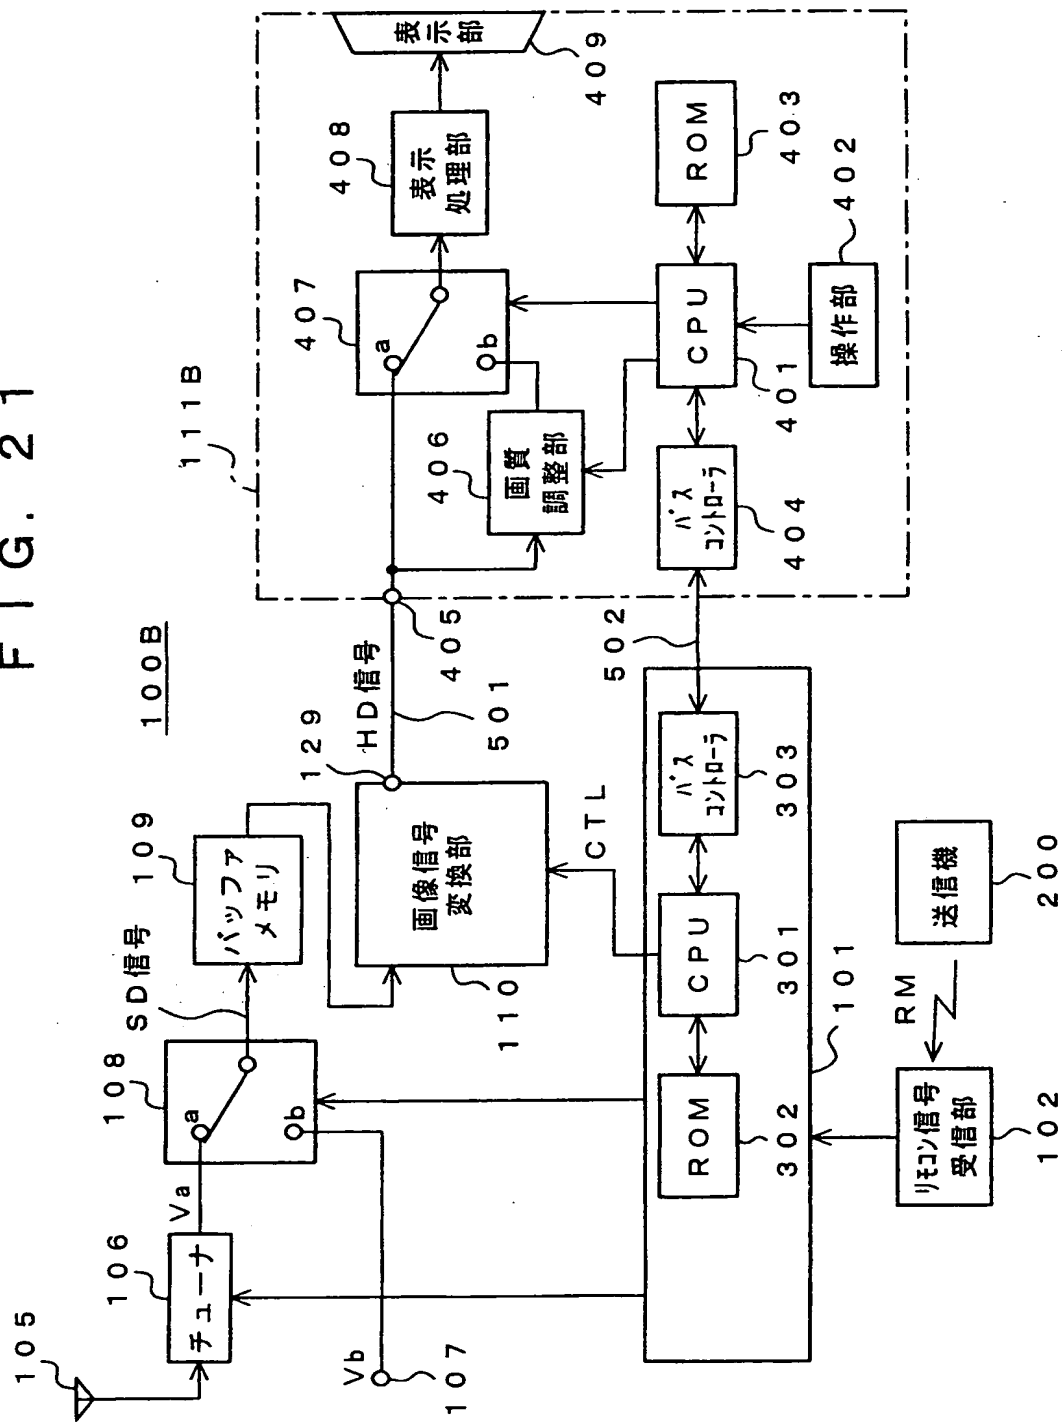 FIG. 21
100B
105
106
チューナ
Va
108
a
b
Vb
107
SD信号
109
バッファ
メモリ
画像信号
変換部
110
129
HD信号
501
405
CTL
111B
407
a
b
406
画質
調整部
408
表示
処理部
表示部
409
ROM
302
CPU
301
バス
コントローラ
303
101
502
バス
コントローラ
404
CPU
401
ROM
403
操作部
402
リモコン信号
受信部
102
RM
送信機
200